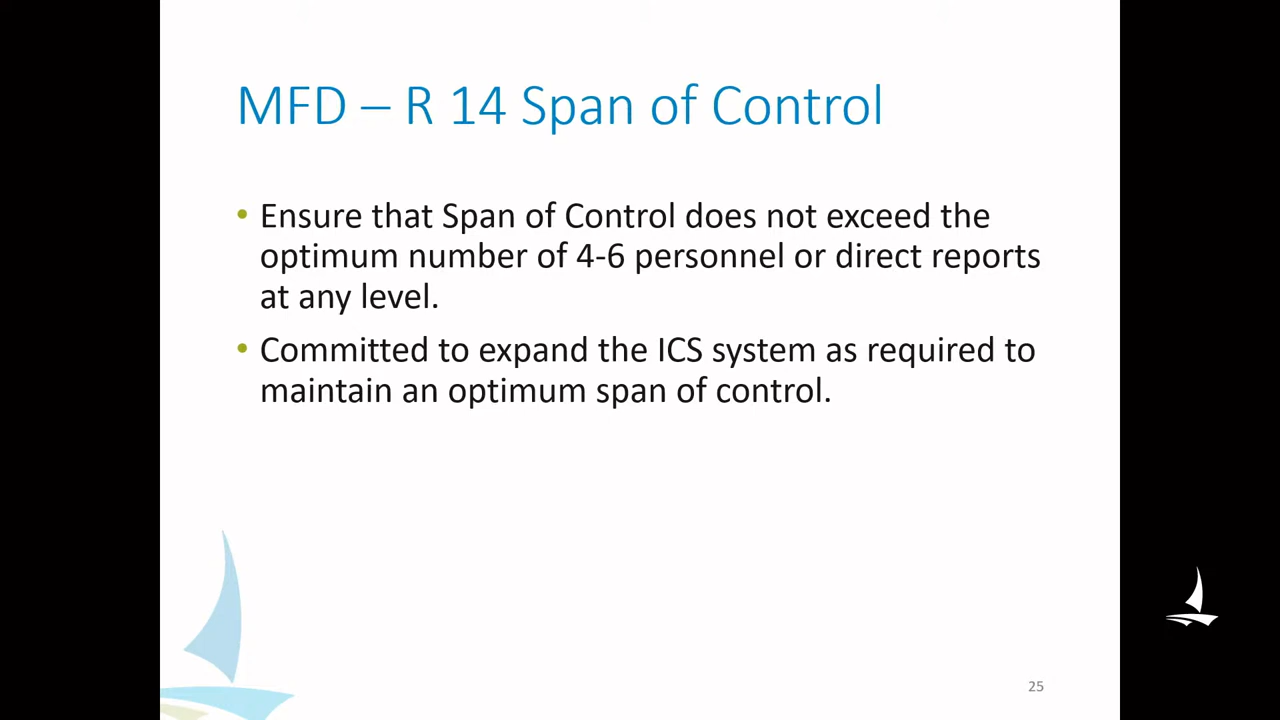 MFD – R 14 Span of Control
• Ensure that Span of Control does not exceed the
optimum number of 4-6 personnel or direct reports
at any level.
• Committed to expand the ICS system as required to
maintain an optimum span of control.
25